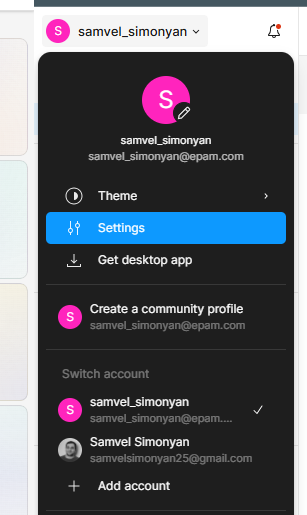 S samvel_simonyan
S
samvel_simonyan
samvel_simonyan@epam.com
Theme
Settings
Get desktop app
S Create a community profile
samvel_simonyan@epam.com
Switch account
S samvel_simonyan
samvel_simonyan@epam....
Samvel Simonyan
samvelsimonyan25@gmail.com
Add account